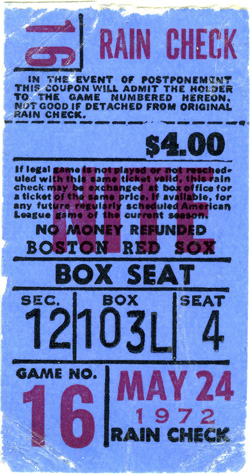 16
RAIN CHECK
IN THE EVENT OF POSTPONEMENT
THIS COUPON WILL ADMIT THE HOLDER
TO THE GAME NUMBERED HEREON.
NOT GOOD IF DETACHED FROM ORIGINAL
RAIN CHECK.
$4.00
If legal game is not played or not resched-
uled with this same ticket valid, this rain
check may be exchanged at box office for
a ticket of the same price, if available, for
any future regularly scheduled American
League game of the current season.
NO MONEY REFUNDED
BOSTON RED SOX
BOX SEAT
SEC. BOX SEAT
12 103L 4
GAME NO.
16
MAY 24
1972
RAIN CHECK